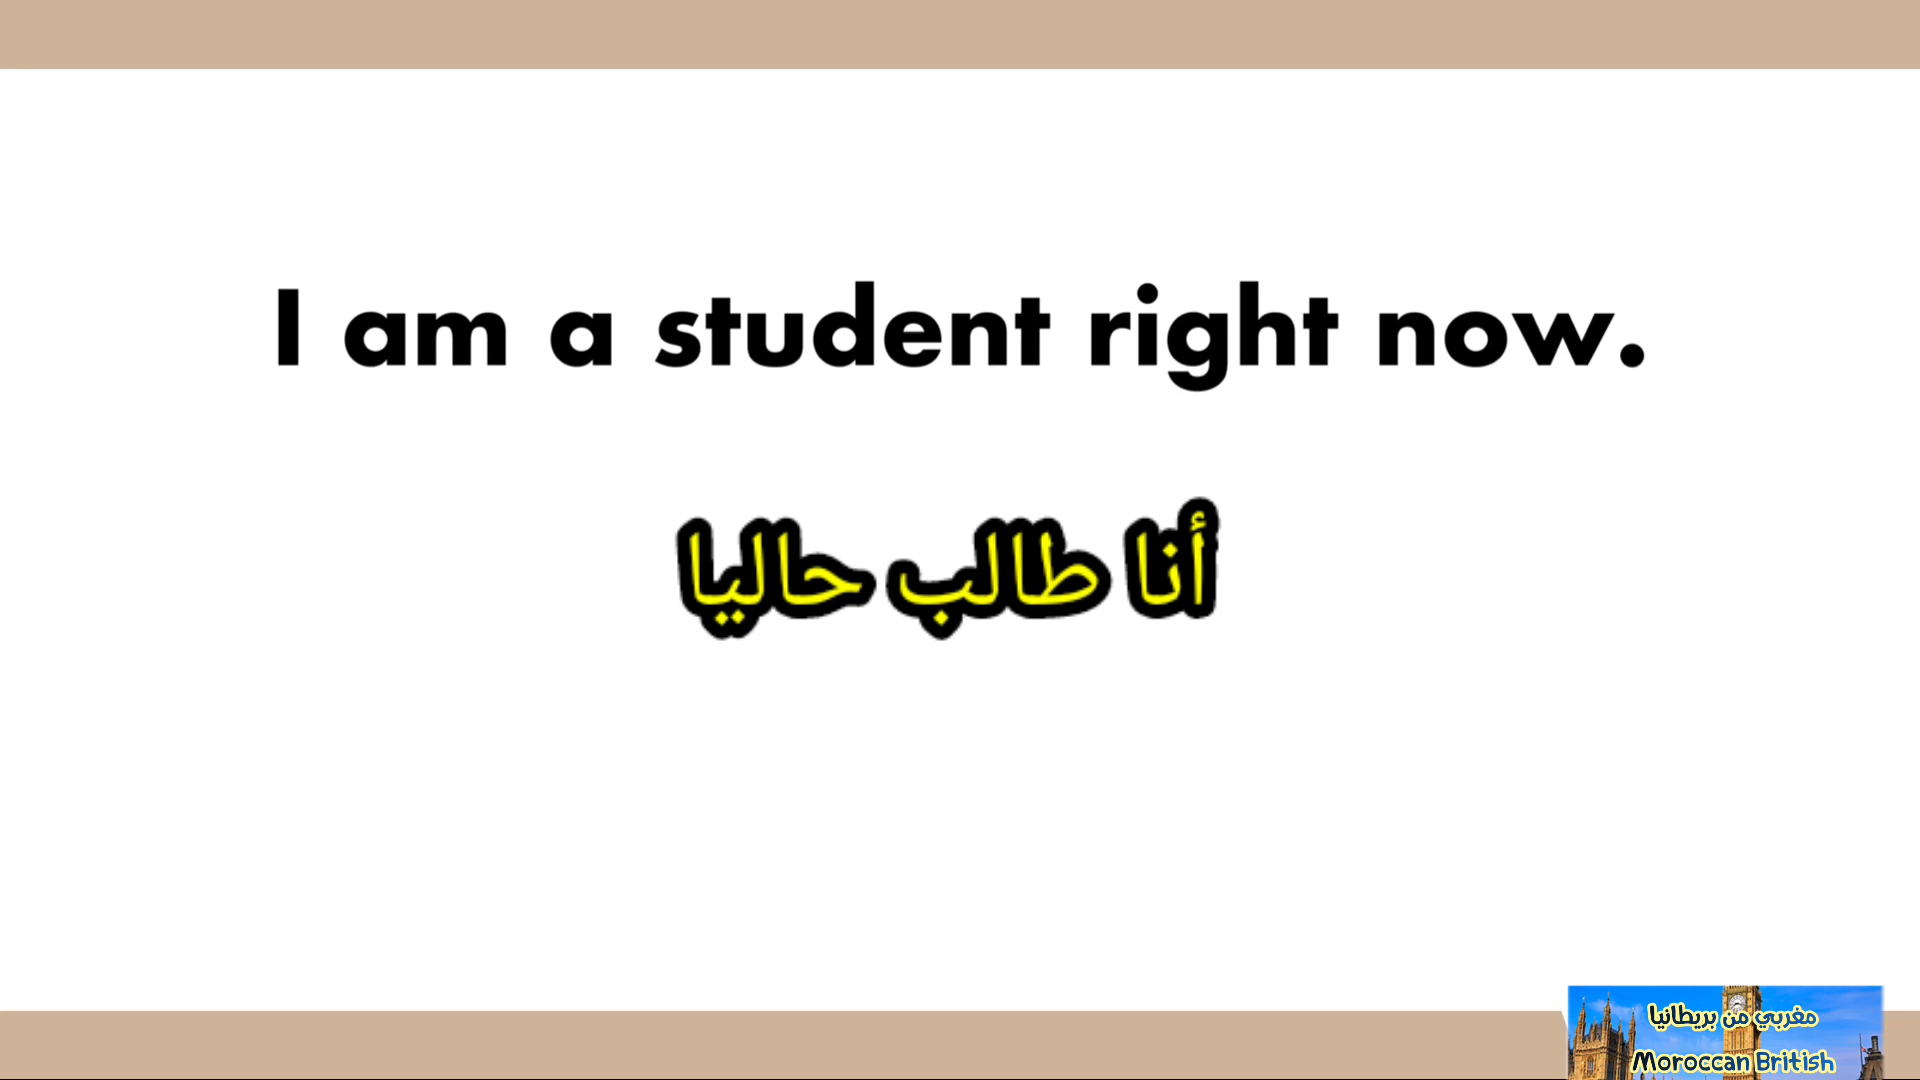 I am a student right now.
أنا طالب حاليا
مغربي من بريطانيا
Moroccan British